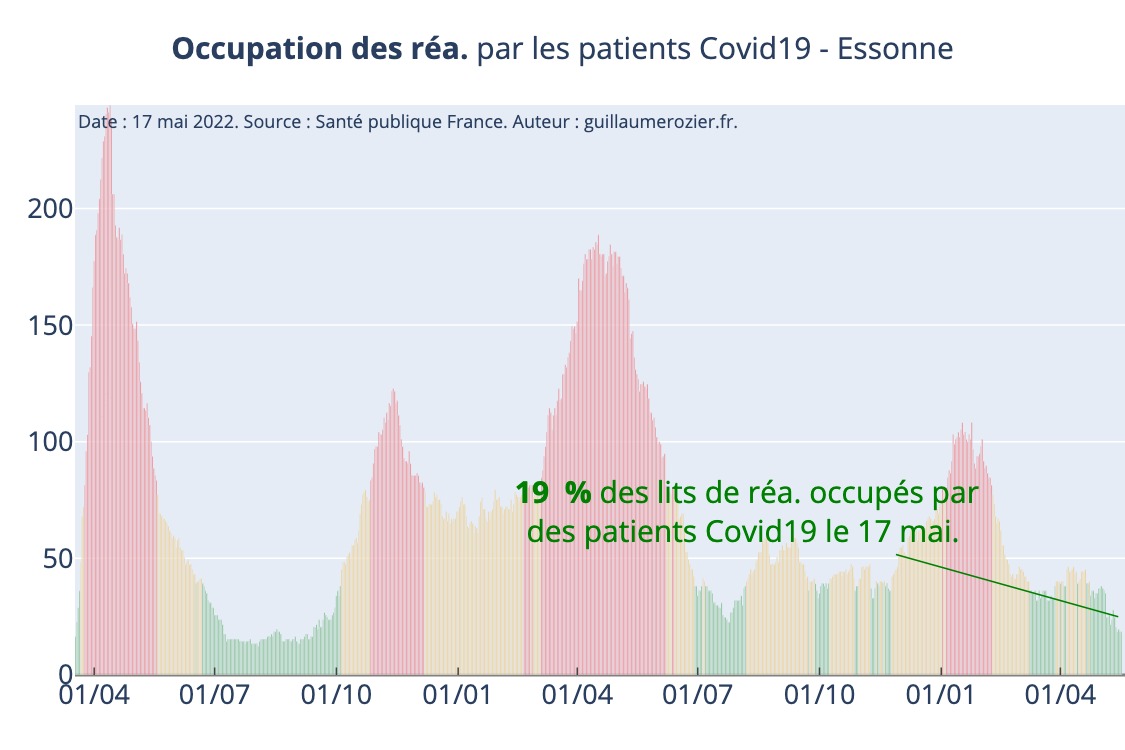 Occupation des réa. par les patients Covid19 - Essonne
Date : 17 mai 2022. Source : Santé publique France. Auteur : guillaumerozier.fr.
200
150
100
19 % des lits de réa. occupés par
des patients Covid19 le 17 mai.
50
0
01/04 01/07 01/10 01/01 01/04 01/07 01/10 01/01 01/04